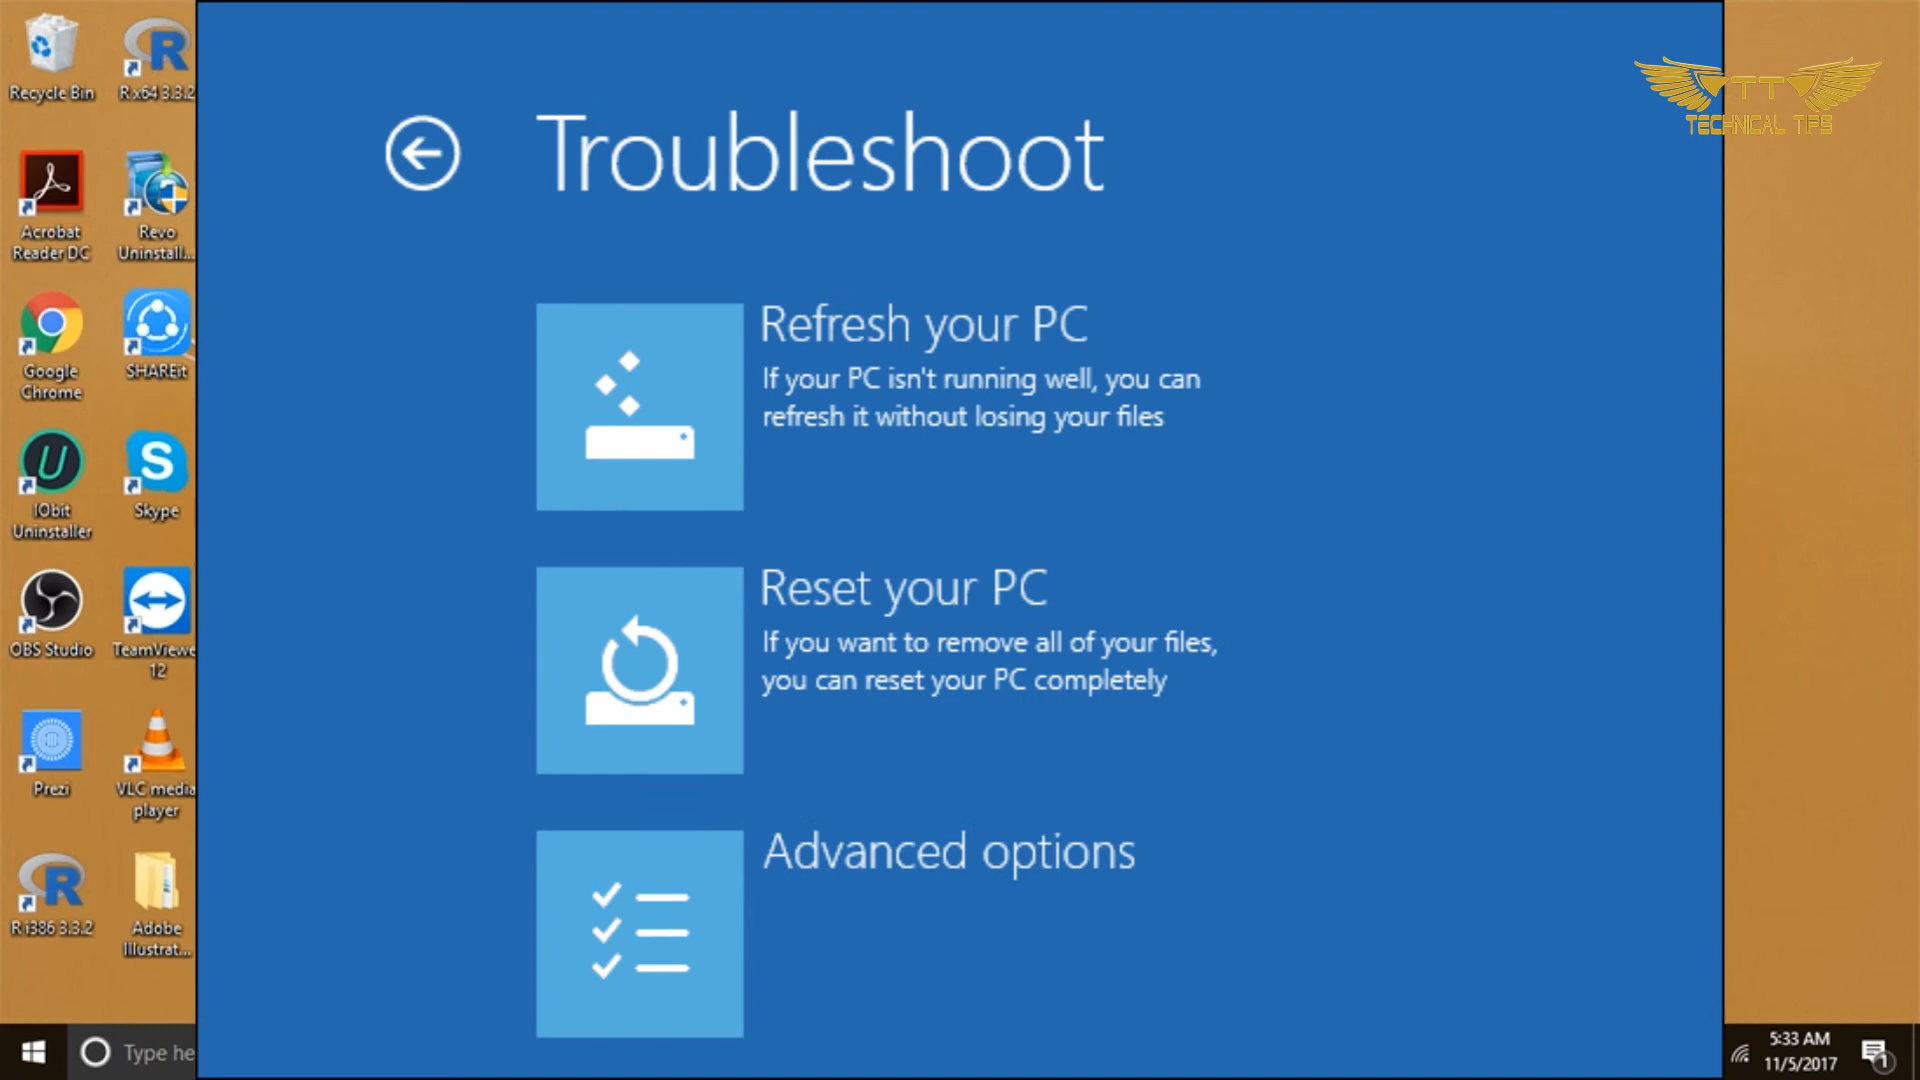 Recycle Bin
R x64 3.3.2
Acrobat
Reader DC
Revo
Uninstall...
Google
Chrome
SHAREit
IObit
Uninstaller
Skype
OBS Studio
TeamViewe
12
Prezi
VLC media
player
R i386 3.3.2
Adobe
Illustrat...
Type he
Troubleshoot
Refresh your PC
If your PC isn't running well, you can
refresh it without losing your files
Reset your PC
If you want to remove all of your files,
you can reset your PC completely
Advanced options
TT
TECHNICAL TIPS
5:33 AM
11/5/2017
1